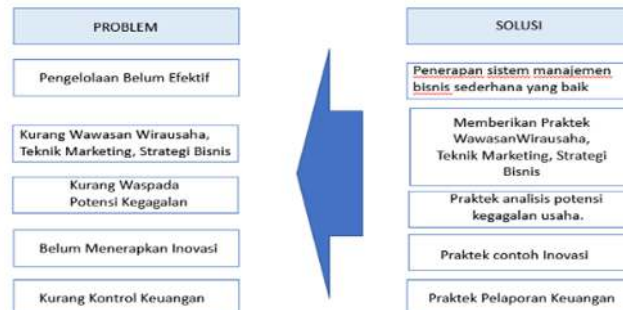 PROBLEM
Pengelolaan Belum Efektif
Kurang Wawasan Wirausaha,
Teknik Marketing, Strategi Bisnis
Kurang Waspada
Potensi Kegagalan
Belum Menerapkan Inovasi
Kurang Kontrol Keuangan
SOLUSI
Penerapan sistem manajemen
bisnis sederhana yang baik
Memberikan Praktek
WawasanWirausaha,
Teknik Marketing, Strategi
Bisnis
Praktek analisis potensi
kegagalan usaha.
Praktek contoh Inovasi
Praktek Pelaporan Keuangan